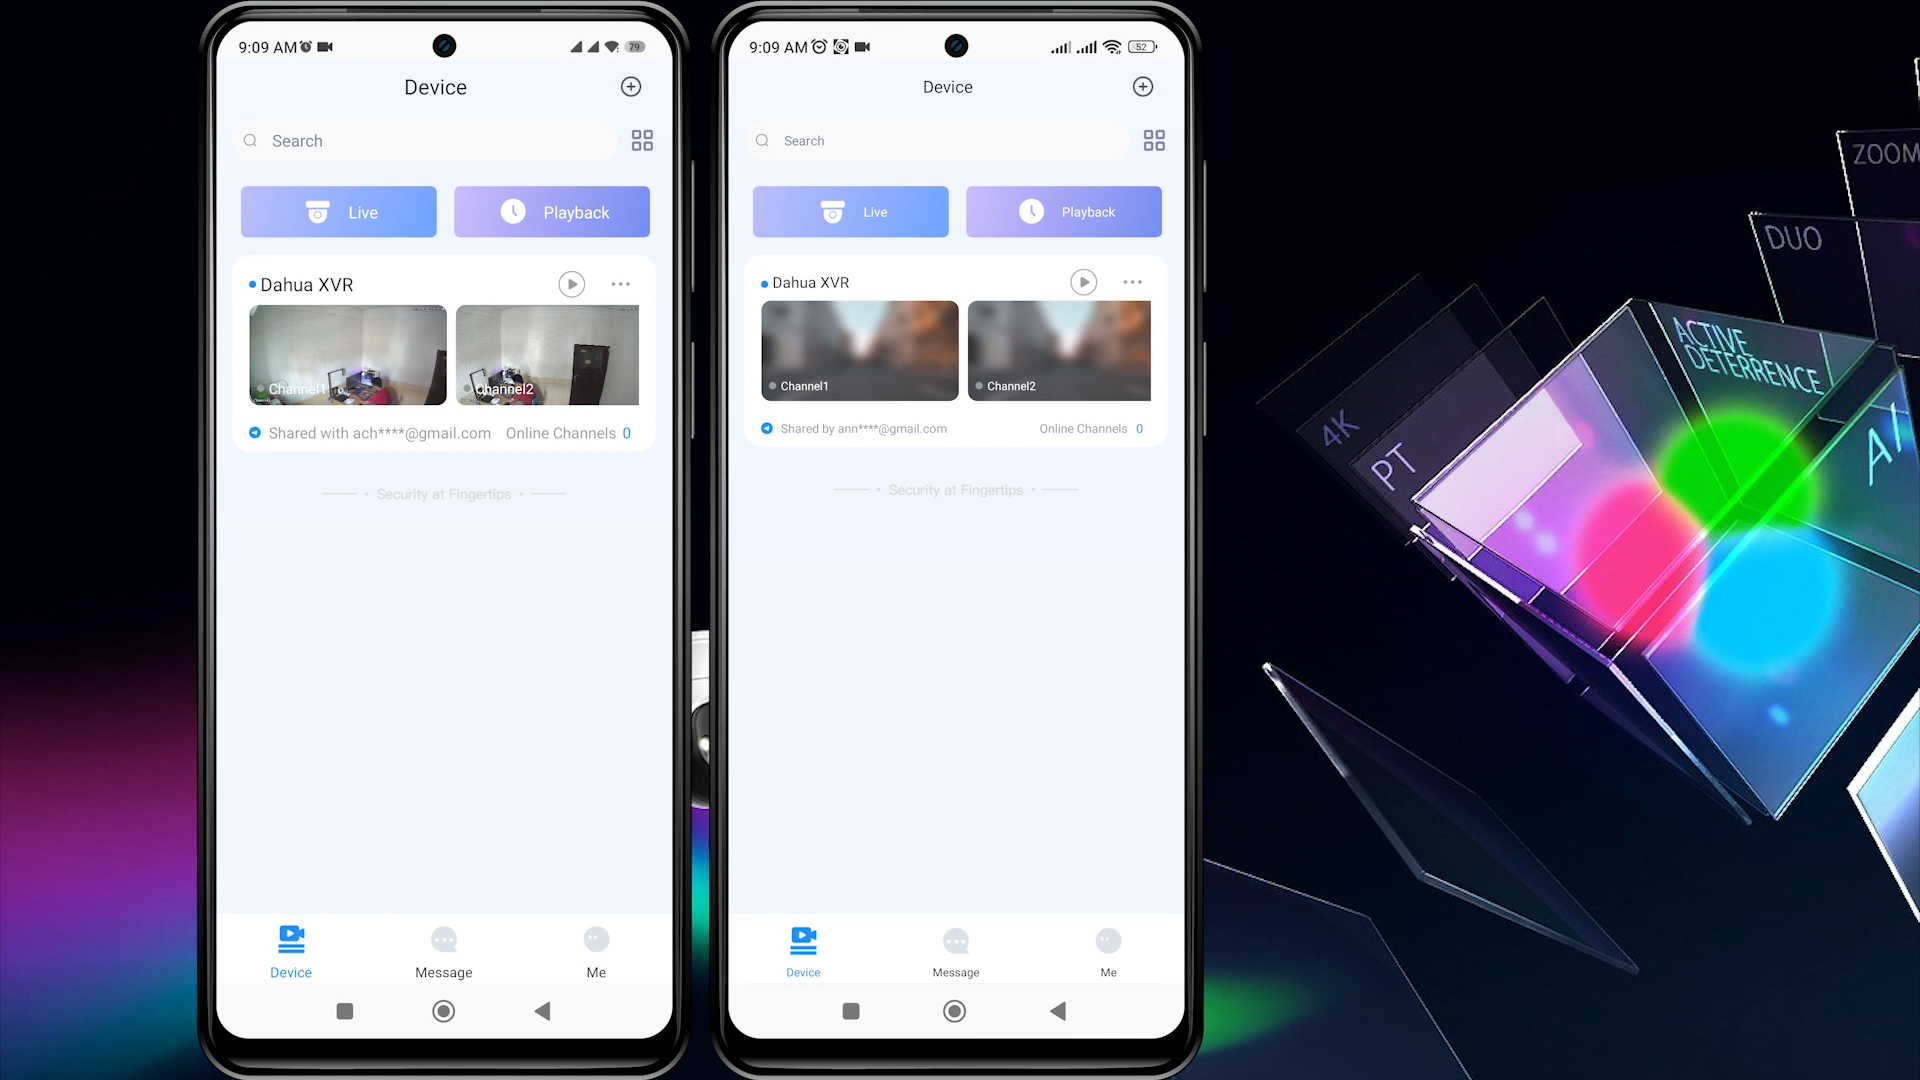 9:09 AM
79
Device
Search
Live
Playback
Dahua XVR
Channel1
Channel2
Shared with ach****@gmail.com
Online Channels 0
Security at Fingertips
Device
Message
Me
9:09 AM
52
Device
Search
Live
Playback
Dahua XVR
Channel1
Channel2
Shared by ann****@gmail.com
Online Channels 0
Security at Fingertips
Device
Message
Me
ZOOM
DUO
ACTIVE
DETERRENCE
4K
PT
AI